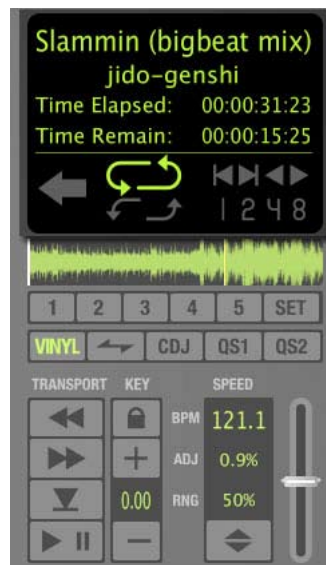 Slammin (bigbeat mix)
jido-genshi
Time Elapsed: 00:00:31:23
Time Remain: 00:00:15:25
1 2 4 8
1 2 3 4 5 SET
VINYL CDJ QS1 QS2
TRANSPORT KEY SPEED
BPM 121.1
ADJ 0.9%
0.00 RNG 50%